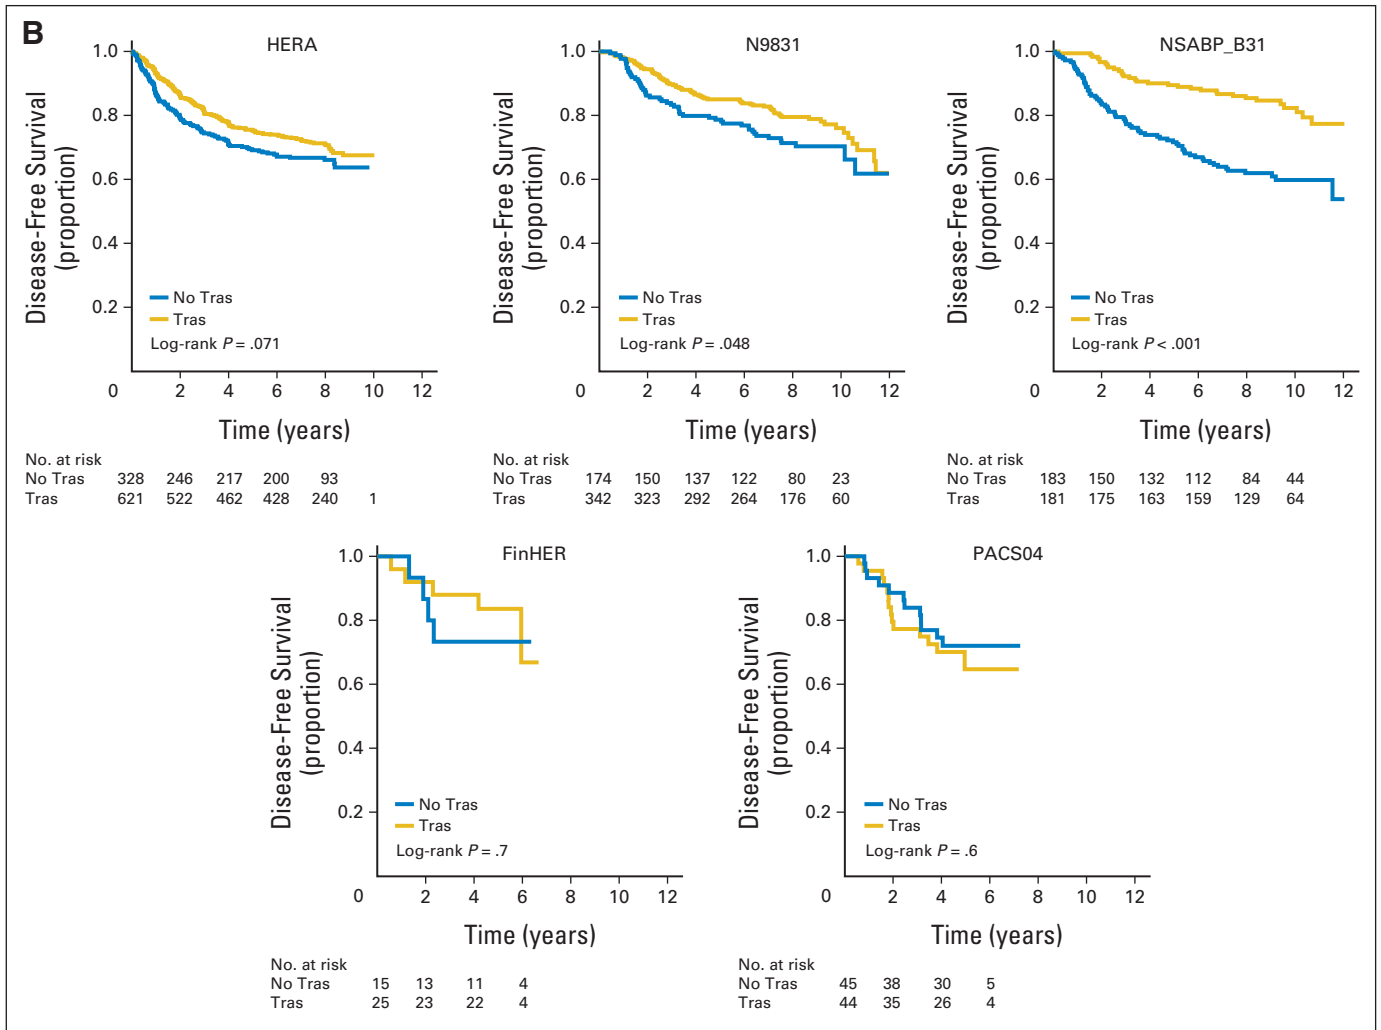 B
HERA
1.0
0.8
0.6
0.4
0.2
0
2
4
6
8
10
12
Disease-Free Survival
(proportion)
No Tras
Tras
Log-rank P = .071
Time (years)
No. at risk
No Tras 328 246 217 200 93
Tras 621 522 462 428 240 1
N9831
1.0
0.8
0.6
0.4
0.2
0
2
4
6
8
10
12
Disease-Free Survival
(proportion)
No Tras
Tras
Log-rank P = .048
Time (years)
No. at risk
No Tras 174 150 137 122 80 23
Tras 342 323 292 264 176 60
NSABP_B31
1.0
0.8
0.6
0.4
0.2
0
2
4
6
8
10
12
Disease-Free Survival
(proportion)
No Tras
Tras
Log-rank P < .001
Time (years)
No. at risk
No Tras 183 150 132 112 84 44
Tras 181 175 163 159 129 64
FinHER
1.0
0.8
0.6
0.4
0.2
0
2
4
6
8
10
12
Disease-Free Survival
(proportion)
No Tras
Tras
Log-rank P = .7
Time (years)
No. at risk
No Tras 15 13 11 4
Tras 25 23 22 4
PACS04
1.0
0.8
0.6
0.4
0.2
0
2
4
6
8
10
12
Disease-Free Survival
(proportion)
No Tras
Tras
Log-rank P = .6
Time (years)
No. at risk
No Tras 45 38 30 5
Tras 44 35 26 4